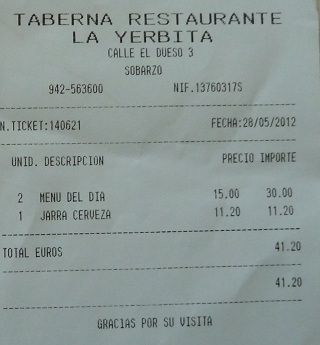 TABERNA RESTAURANTE
LA YERBITA
CALLE EL DUESO 3
SOBARZO
942-563600 NIF.13760317S
N.TICKET:140621 FECHA:28/05/2012
UNID. DESCRIPCION PRECIO IMPORTE
2 MENU DEL DIA 15.00 30.00
1 JARRA CERVEZA 11.20 11.20
TOTAL EUROS 41.20
41.20
GRACIAS POR SU VISITA